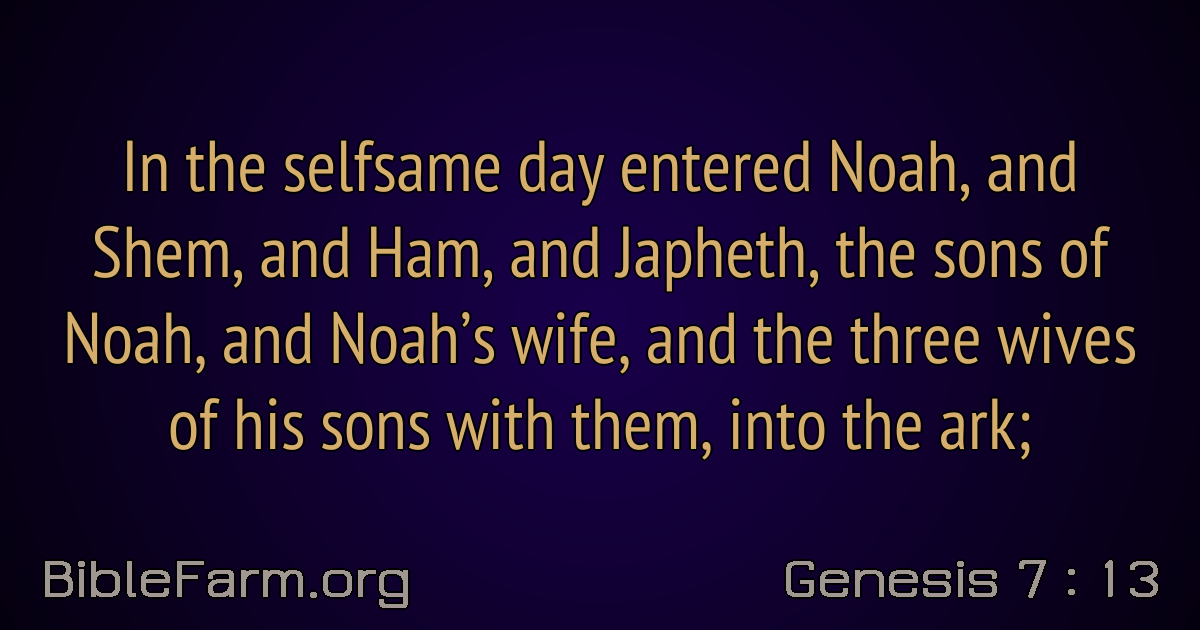 In the selfsame day entered Noah, and
Shem, and Ham, and Japheth, the sons of
Noah, and Noah’s wife, and the three wives
of his sons with them, into the ark;
BibleFarm.org
Genesis 7 : 13